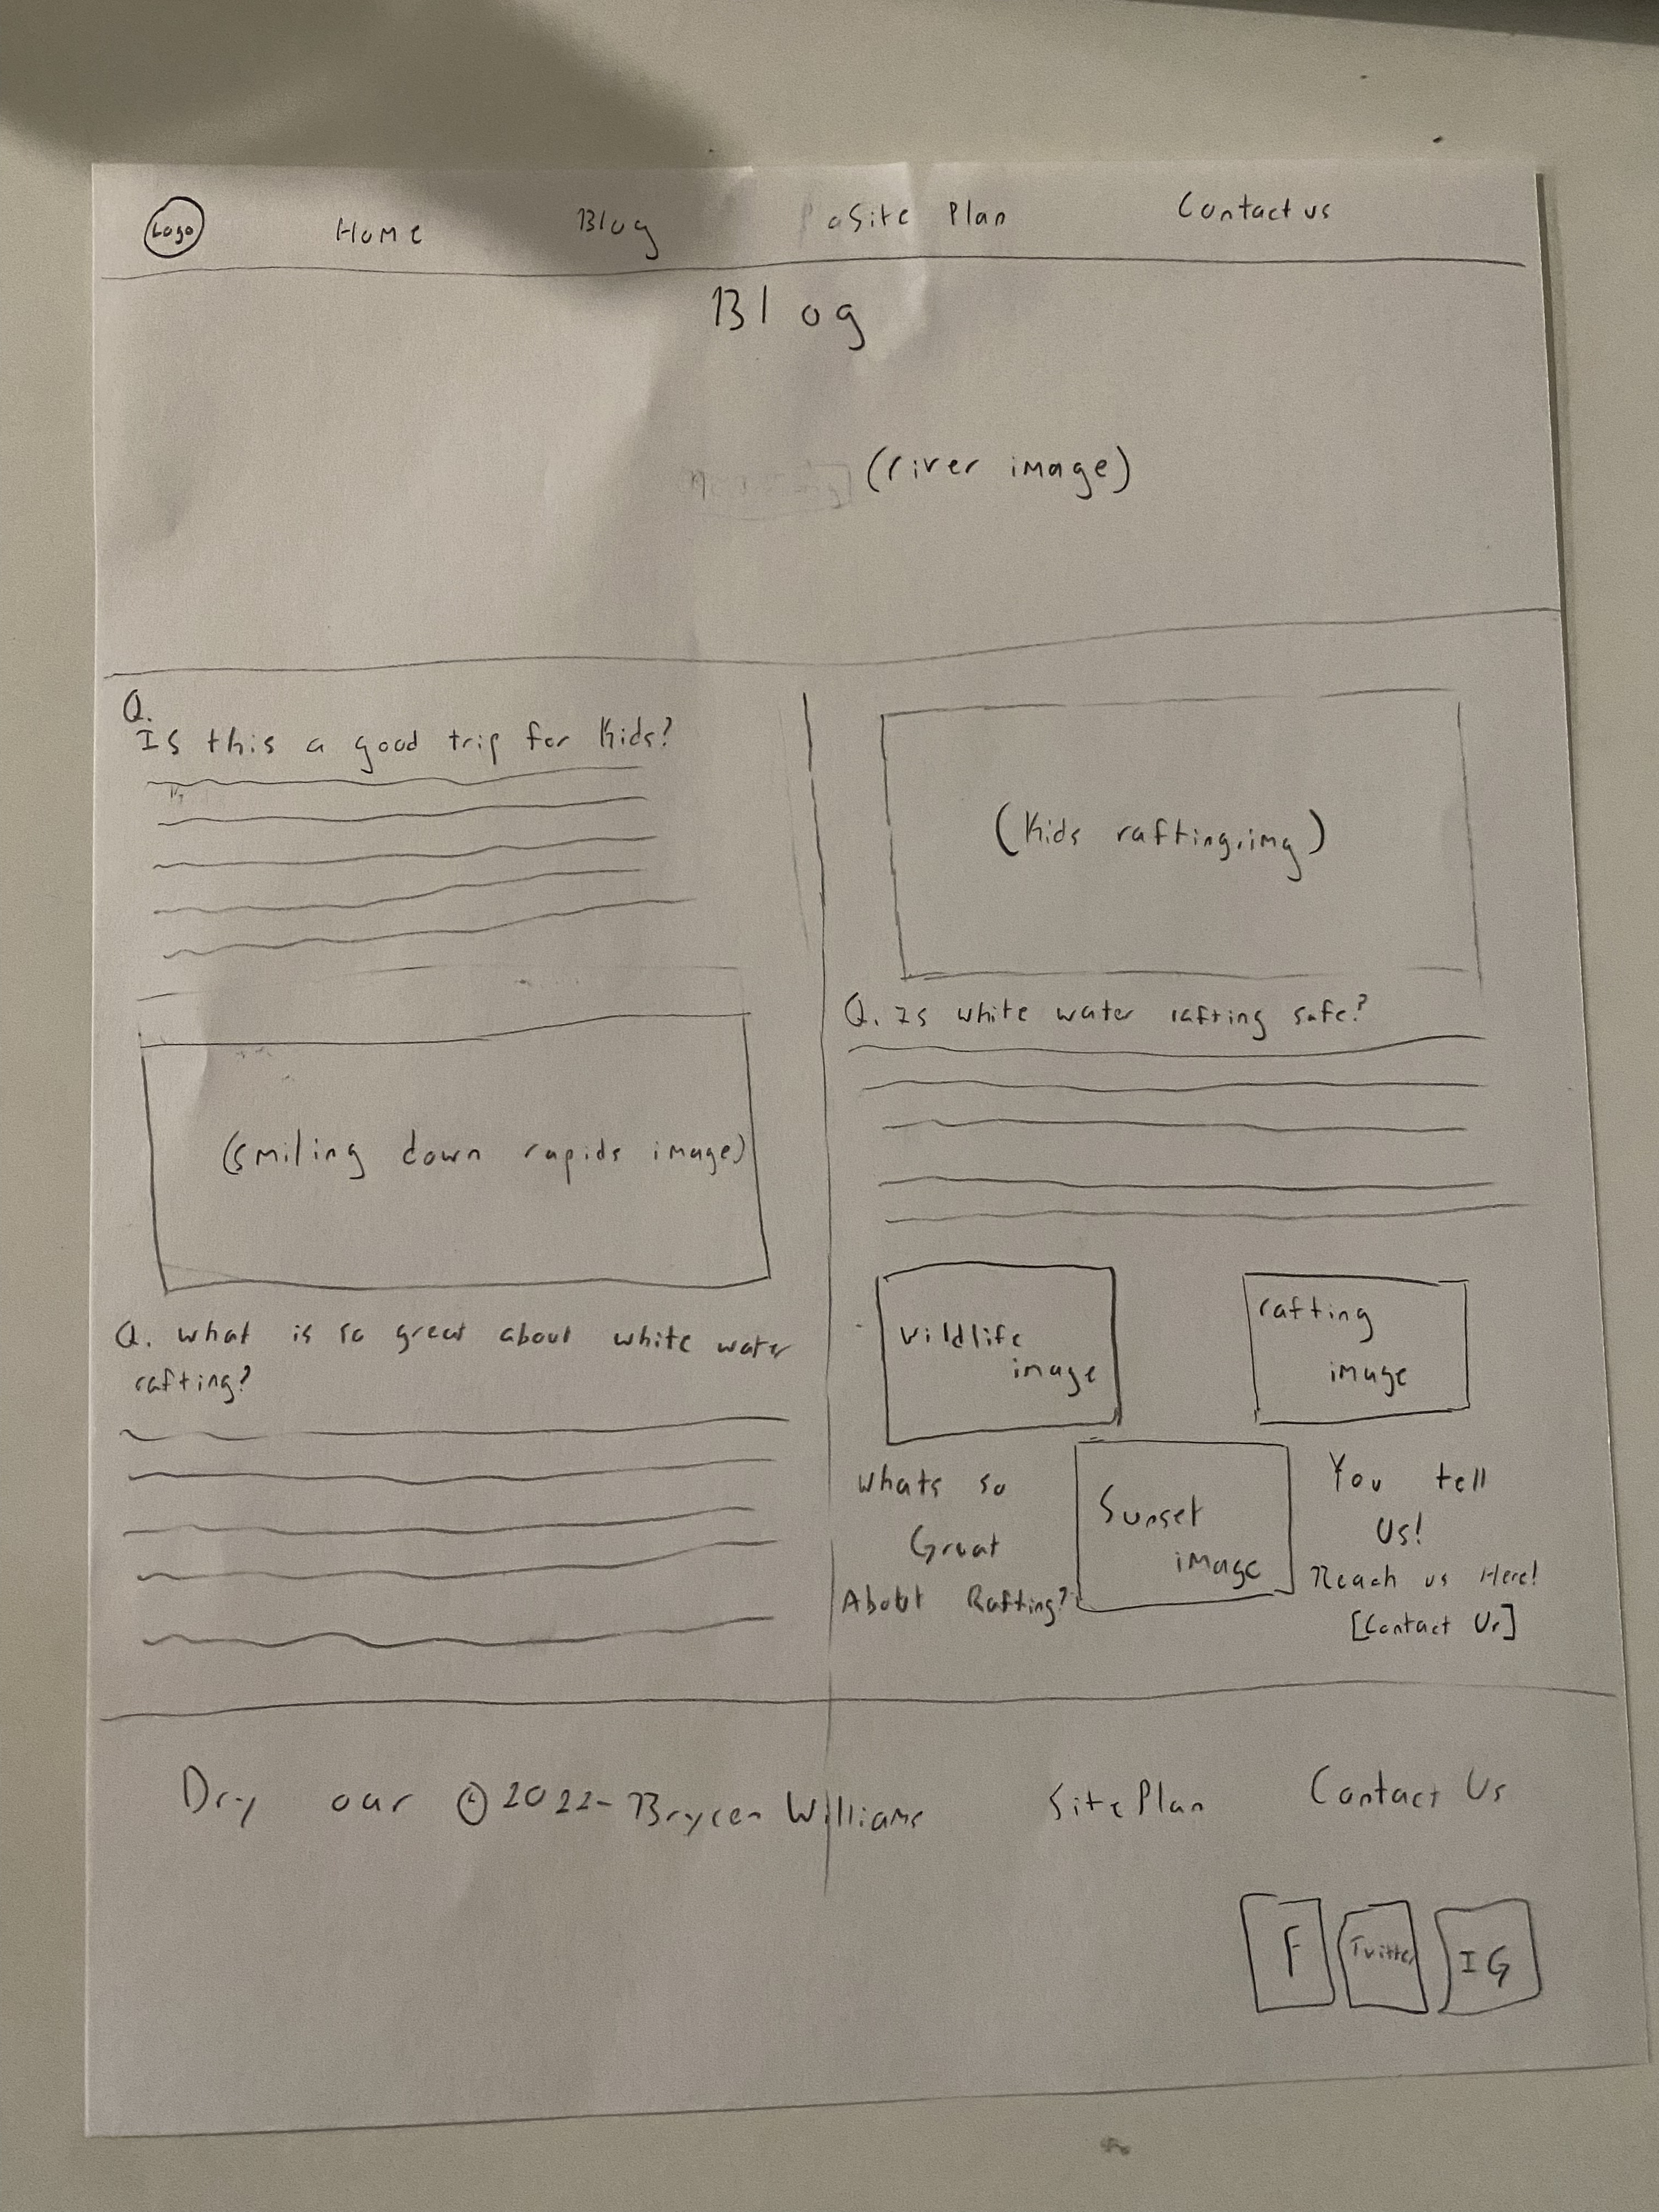 Logo Home Blog Site Plan Contact us
Blog
(river image)
Q.
Is this a good trip for kids?
(Kids rafting.img)
(smiling down rapids image)
Q. Is white water rafting safe?
Q. what is so great about white water
rafting?
wildlife
image
rafting
image
Whats so
Great
About Rafting?
Sunset
image
You tell
Us!
Reach us Here!
[Contact Us]
Dry oar ©2022-Brycen Williams Site Plan Contact Us
F Twitter IG